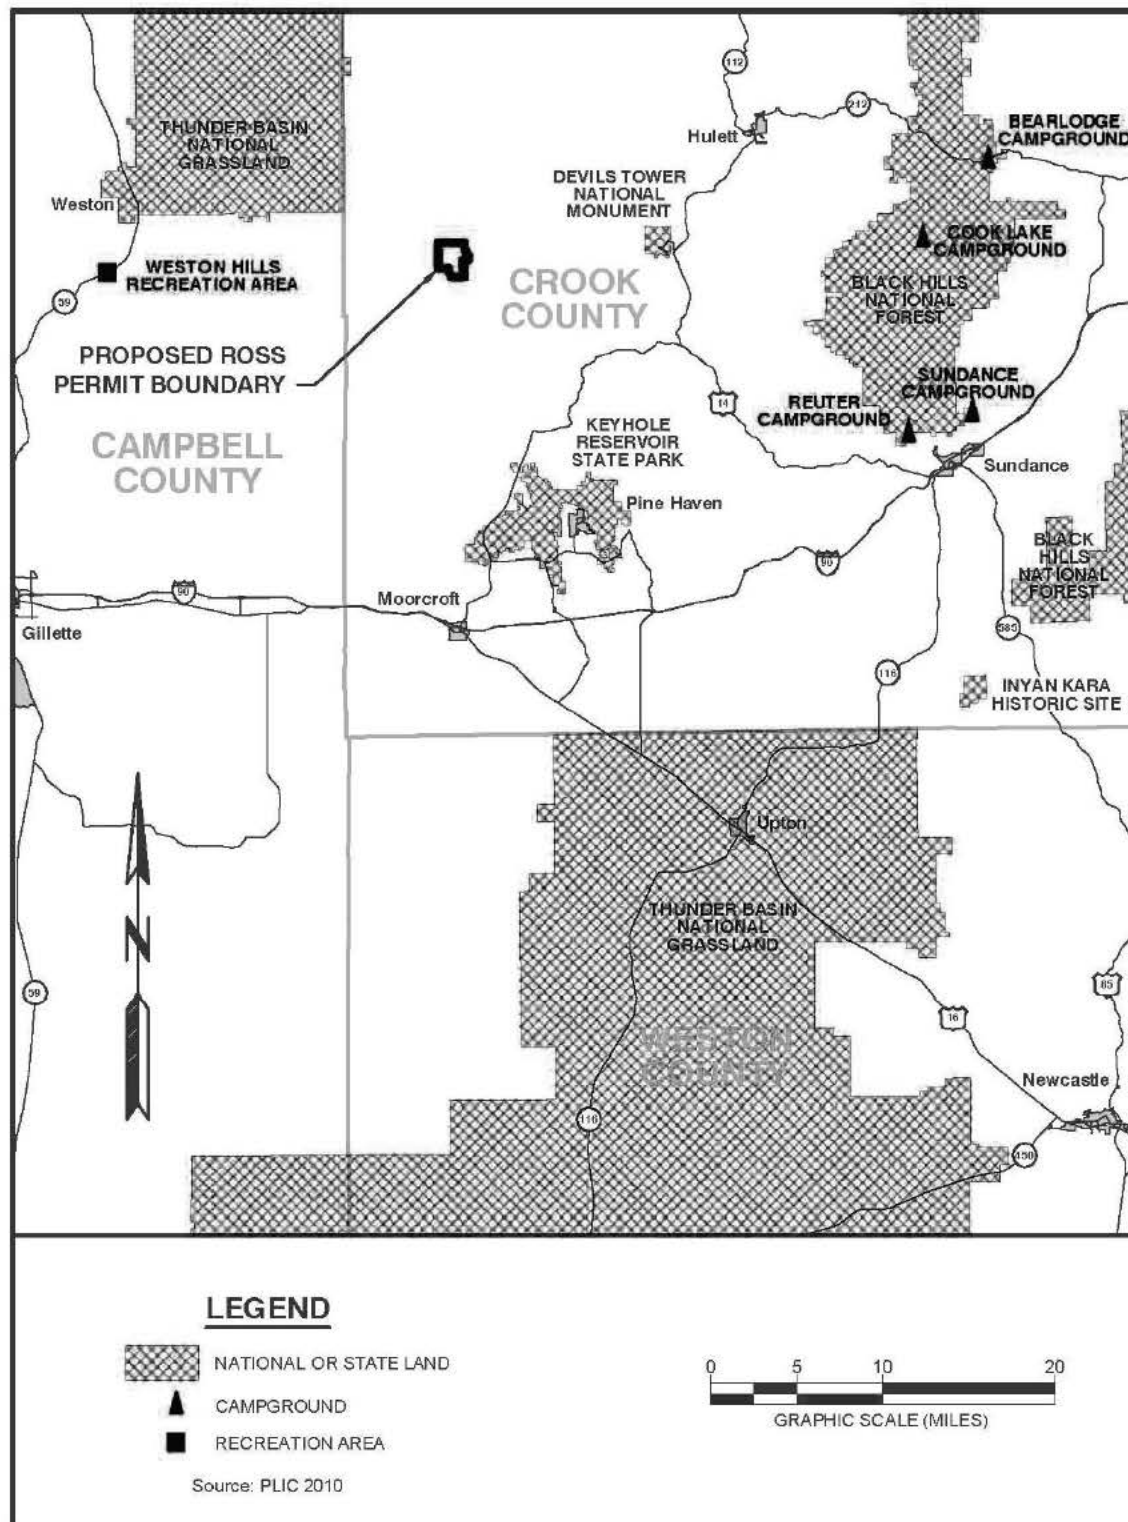 112
212
BEARLODGE
CAMPGROUND
THUNDER BASIN
NATIONAL
GRASSLAND
Hulett
DEVILS TOWER
NATIONAL
MONUMENT
Weston
COOK LAKE
CAMPGROUND
WESTON HILLS
RECREATION AREA
CROOK
COUNTY
BLACK HILLS
NATIONAL
FOREST
59
PROPOSED ROSS
PERMIT BOUNDARY
SUNDANCE
CAMPGROUND
REUTER
CAMPGROUND
14
KEYHOLE
RESERVOIR
STATE PARK
CAMPBELL
COUNTY
Sundance
Pine Haven
BLACK
HILLS
NATIONAL
FOREST
90
90
Moorcroft
Gillette
585
116
INYAN KARA
HISTORIC SITE
Upton
THUNDER BASIN
NATIONAL
GRASSLAND
N
59
85
16
WESTON
COUNTY
Newcastle
116
450
LEGEND
NATIONAL OR STATE LAND
CAMPGROUND
RECREATION AREA
Source: PLIC 2010
0 5 10 20
GRAPHIC SCALE (MILES)